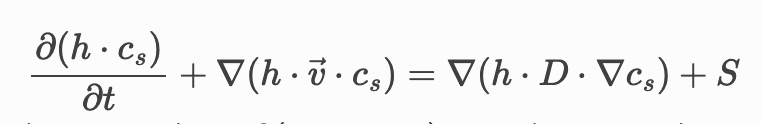 ∂(h · c_s)/∂t + ∇(h · v⃗ · c_s) = ∇(h · D · ∇c_s) + S